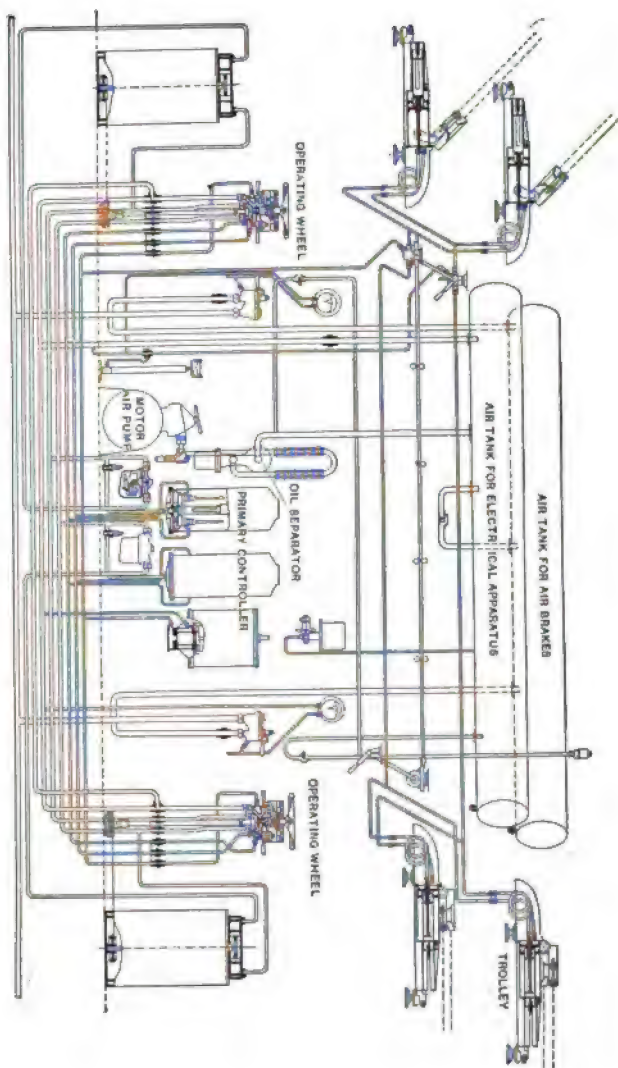 OPERATING WHEEL
MOTOR
AIR PUMP
OIL SEPARATOR
PRIMARY CONTROLLER
AIR TANK FOR ELECTRICAL APPARATUS
AIR TANK FOR AIR BRAKES
OPERATING WHEEL
TROLLEY